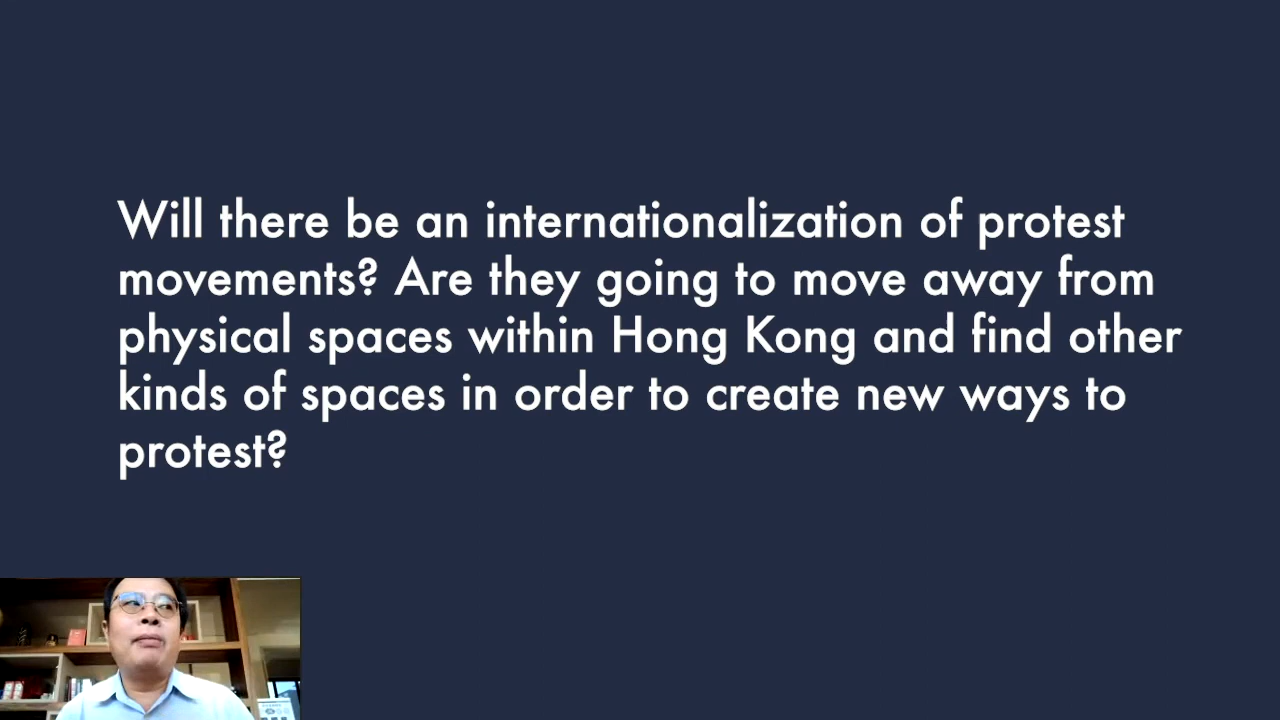 Will there be an internationalization of protest
movements? Are they going to move away from
physical spaces within Hong Kong and find other
kinds of spaces in order to create new ways to
protest?